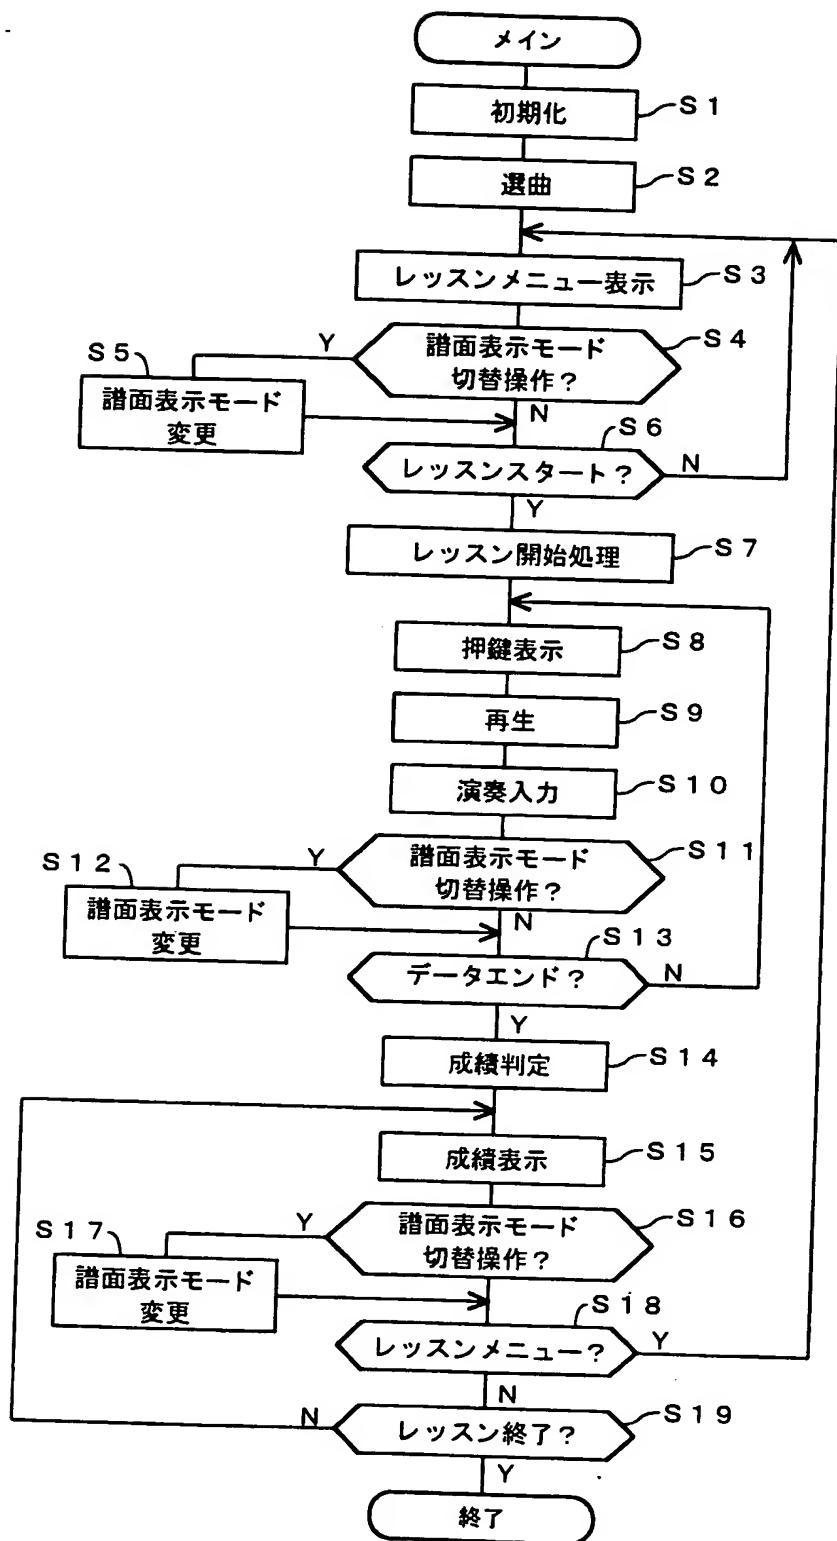 メイン
初期化
S1
選曲
S2
レッスンメニュー表示
S3
譜面表示モード
切替操作?
S4
Y
N
S5
譜面表示モード
変更
レッスンスタート?
S6
N
Y
レッスン開始処理
S7
押鍵表示
S8
再生
S9
演奏入力
S10
譜面表示モード
切替操作?
S11
Y
N
S12
譜面表示モード
変更
データエンド?
S13
N
Y
成績判定
S14
成績表示
S15
譜面表示モード
切替操作?
S16
Y
S17
譜面表示モード
変更
レッスンメニュー?
S18
Y
N
レッスン終了?
S19
N
Y
終了